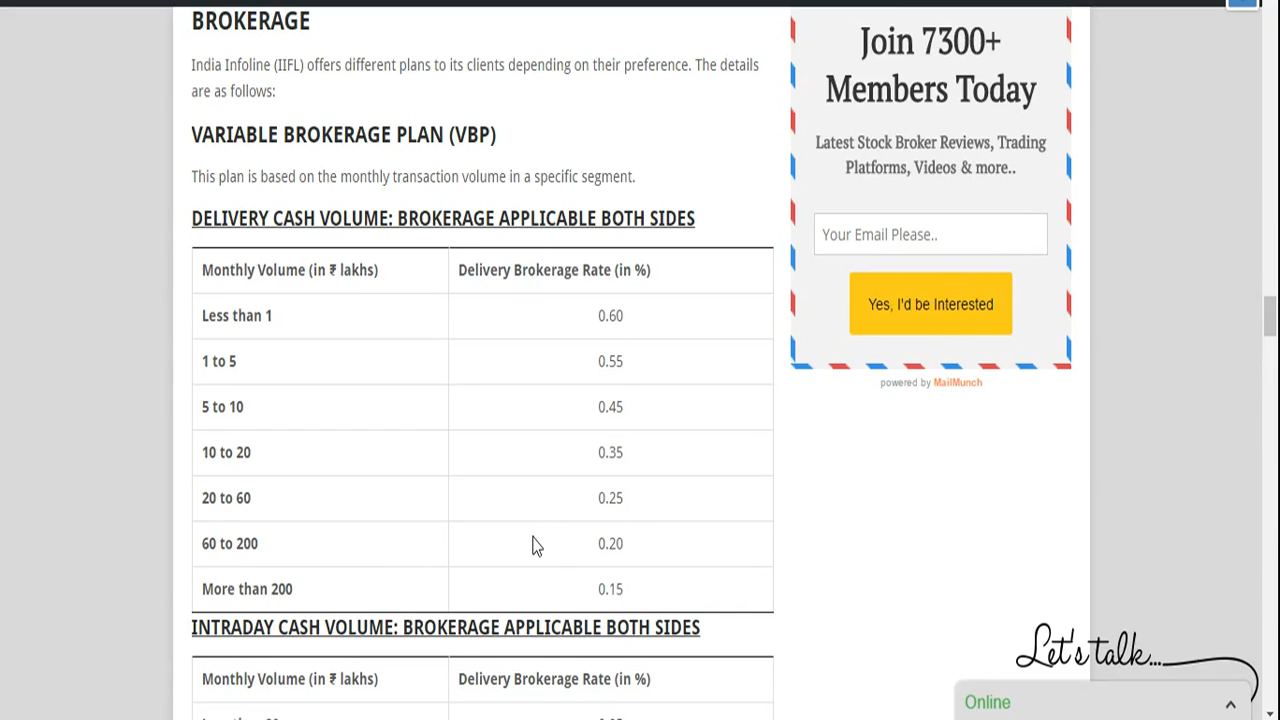 BROKERAGE
India Infoline (IIFL) offers different plans to its clients depending on their preference. The details
are as follows:
VARIABLE BROKERAGE PLAN (VBP)
This plan is based on the monthly transaction volume in a specific segment.
DELIVERY CASH VOLUME: BROKERAGE APPLICABLE BOTH SIDES
Monthly Volume (in ₹ lakhs) Delivery Brokerage Rate (in %)
Less than 1 0.60
1 to 5 0.55
5 to 10 0.45
10 to 20 0.35
20 to 60 0.25
60 to 200 0.20
More than 200 0.15
INTRADAY CASH VOLUME: BROKERAGE APPLICABLE BOTH SIDES
Monthly Volume (in ₹ lakhs) Delivery Brokerage Rate (in %)
Join 7300+
Members Today
Latest Stock Broker Reviews, Trading
Platforms, Videos & more..
Your Email Please..
Yes, I'd be Interested
powered by MailMunch
Let's talk...
Online